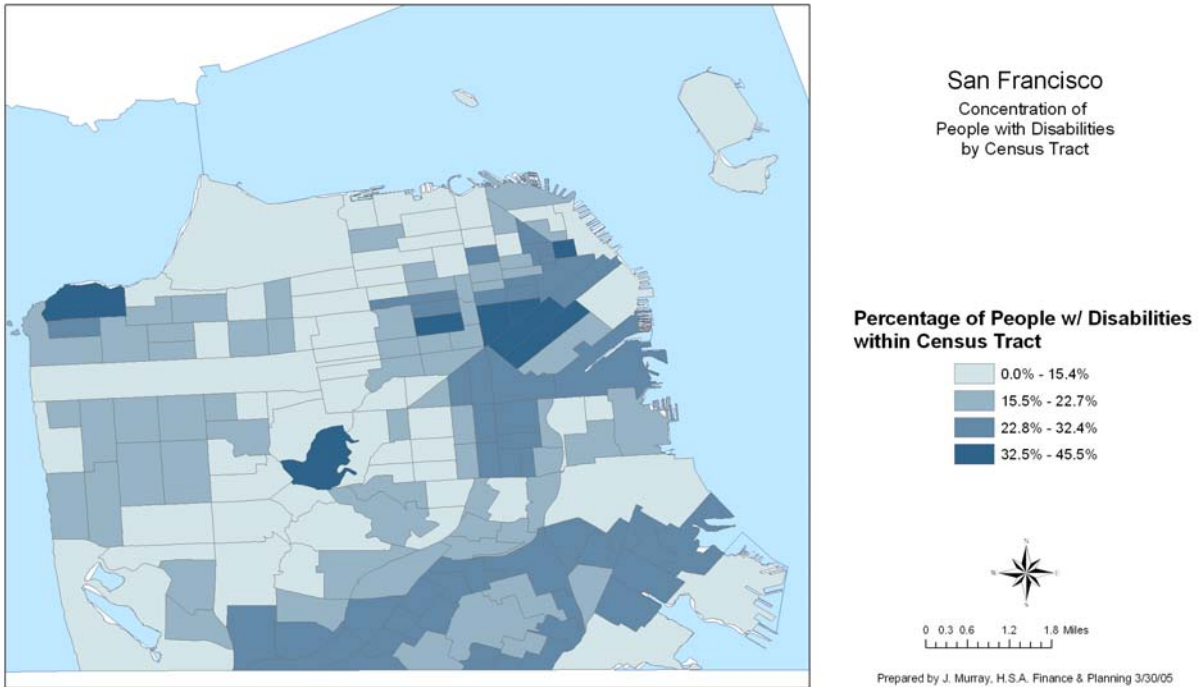 San Francisco
Concentration of
People with Disabilities
by Census Tract
Percentage of People w/ Disabilities
within Census Tract
0.0% - 15.4%
15.5% - 22.7%
22.8% - 32.4%
32.5% - 45.5%
N
W E
S
0 0.3 0.6 1.2 1.8 Miles
Prepared by J. Murray, H.S.A. Finance & Planning 3/30/05